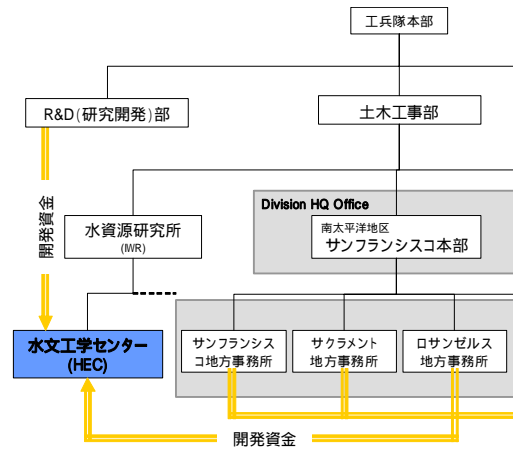 工兵隊本部
R&D(研究開発)部
土木工事部
開発資金
水資源研究所
(IWR)
Division HQ Office
南太平洋地区
サンフランシスコ本部
水文工学センター
(HEC)
サンフランシス
コ地方事務所
サクラメント
地方事務所
ロサンゼルス
地方事務所
開発資金